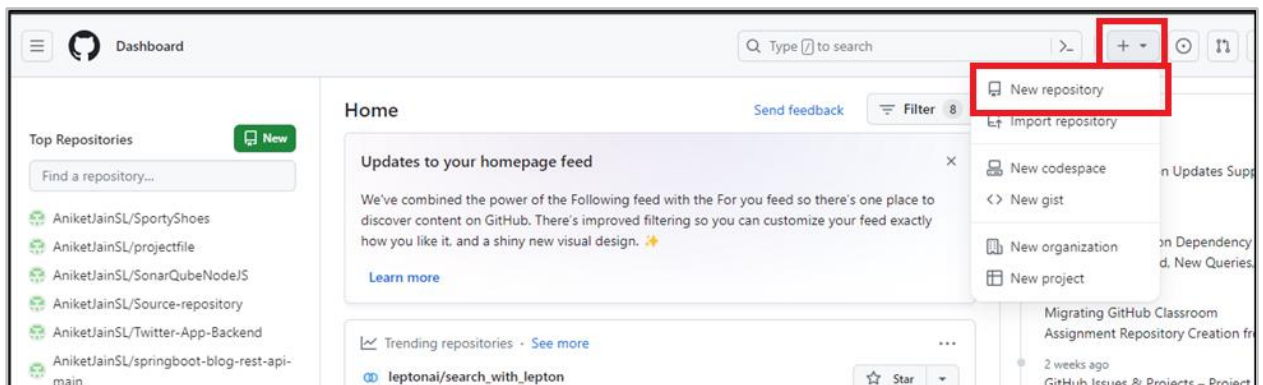 Dashboard
Type / to search
Home
Send feedback
Filter 8
Top Repositories
New
Find a repository...
AniketJainSL/SportyShoes
AniketJainSL/projectfile
AniketJainSL/SonarQubeNodeJS
AniketJainSL/Source-repository
AniketJainSL/Twitter-App-Backend
AniketJainSL/springboot-blog-rest-api-
main
Updates to your homepage feed
We've combined the power of the Following feed with the For you feed so there's one place to
discover content on GitHub. There's improved filtering so you can customize your feed exactly
how you like it, and a shiny new visual design. ✨
Learn more
Trending repositories · See more
leptonai/search_with_lepton
Star
New repository
Import repository
New codespace
New gist
New organization
New project
n Updates Supp
on Dependency
d, New Queries,
Migrating GitHub Classroom
Assignment Repository Creation fr
2 weeks ago
GitHub Issues & Projects – Project